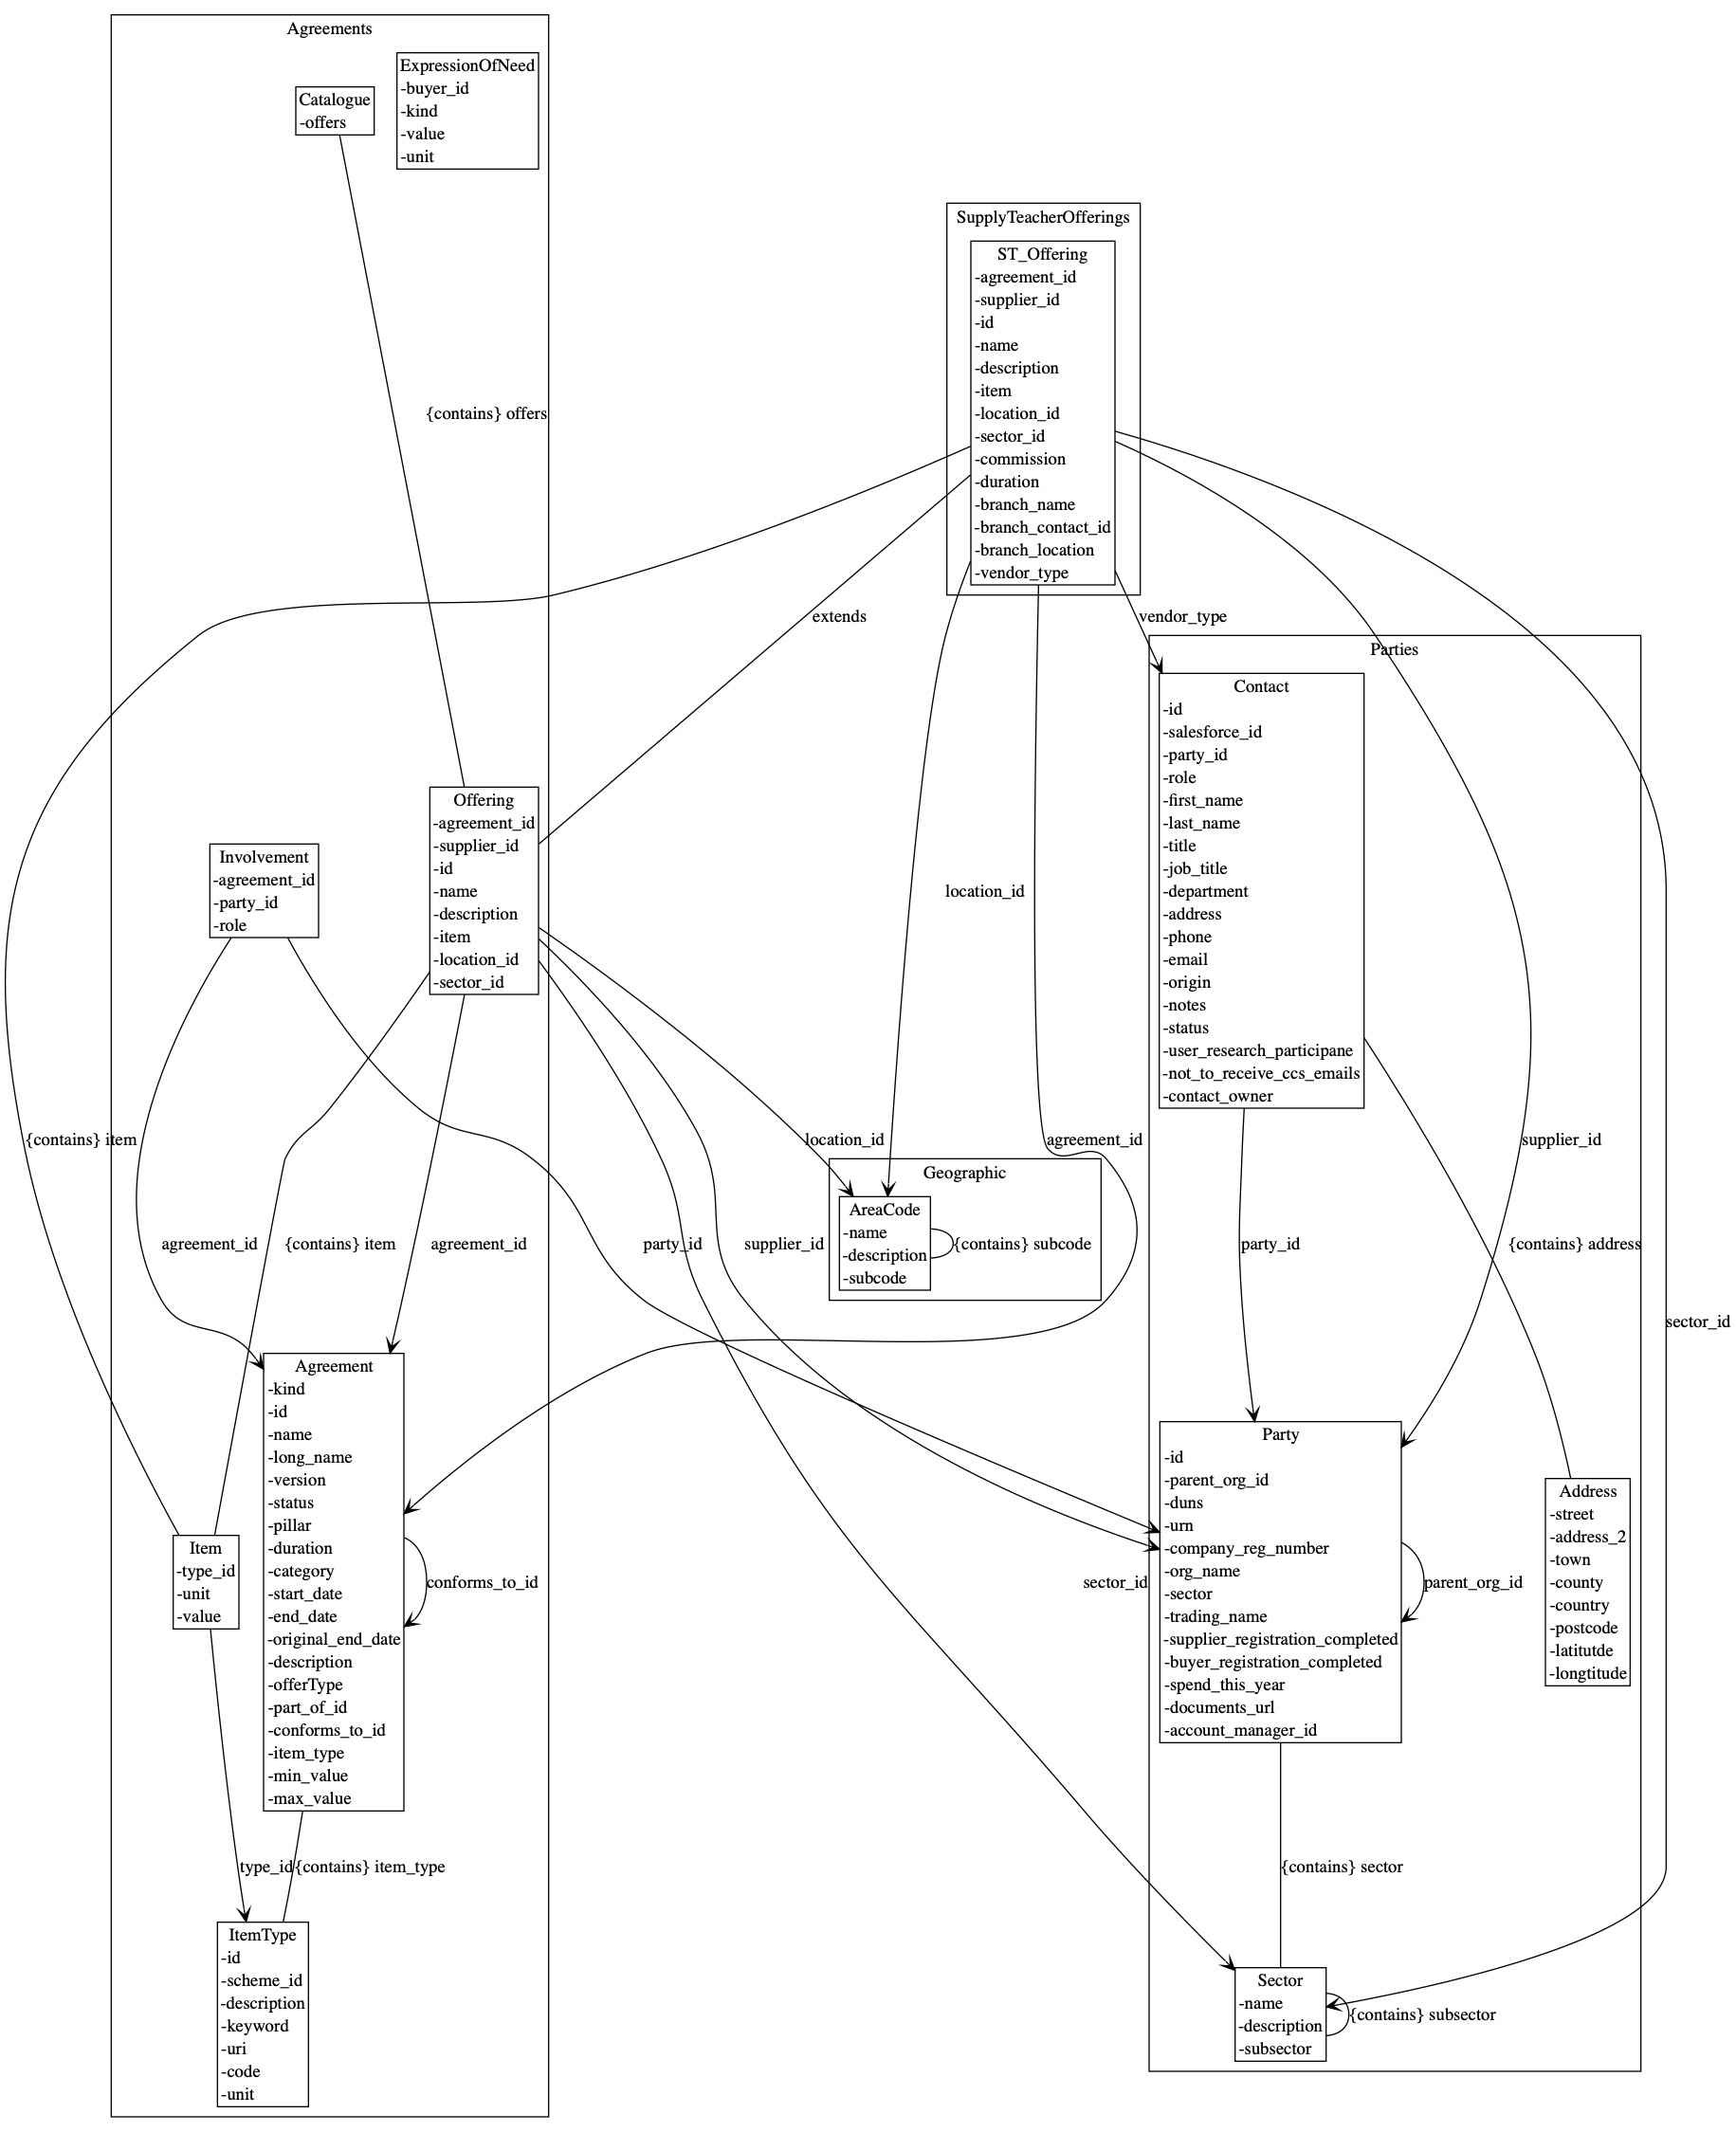 Agreements
ExpressionOfNeed
-buyer_id
-kind
-value
-unit
Catalogue
-offers
{contains} offers
SupplyTeacherOfferings
ST_Offering
-agreement_id
-supplier_id
-id
-name
-description
-item
-location_id
-sector_id
-commission
-duration
-branch_name
-branch_contact_id
-branch_location
-vendor_type
extends
vendor_type
Parties
Contact
-id
-salesforce_id
-party_id
-role
-first_name
-last_name
-title
-job_title
-department
-address
-phone
-email
-origin
-notes
-status
-user_research_participane
-not_to_receive_ccs_emails
-contact_owner
Offering
-agreement_id
-supplier_id
-id
-name
-description
-item
-location_id
-sector_id
Involvement
-agreement_id
-party_id
-role
location_id
{contains} item
location_id
agreement_id
supplier_id
Geographic
AreaCode
-name
-description
-subcode
{contains} subcode
agreement_id
{contains} item
agreement_id
party_id
supplier_id
party_id
{contains} address
sector_id
Agreement
-kind
-id
-name
-long_name
-version
-status
-pillar
-duration
-category
-start_date
-end_date
-original_end_date
-description
-offerType
-part_of_id
-conforms_to_id
-item_type
-min_value
-max_value
conforms_to_id
Item
-type_id
-unit
-value
Party
-id
-parent_org_id
-duns
-urn
-company_reg_number
-org_name
-sector
-trading_name
-supplier_registration_completed
-buyer_registration_completed
-spend_this_year
-documents_url
-account_manager_id
sector_id
parent_org_id
Address
-street
-address_2
-town
-county
-country
-postcode
-latitutde
-longtitude
type_id
{contains} item_type
{contains} sector
ItemType
-id
-scheme_id
-description
-keyword
-uri
-code
-unit
Sector
-name
-description
-subsector
{contains} subsector